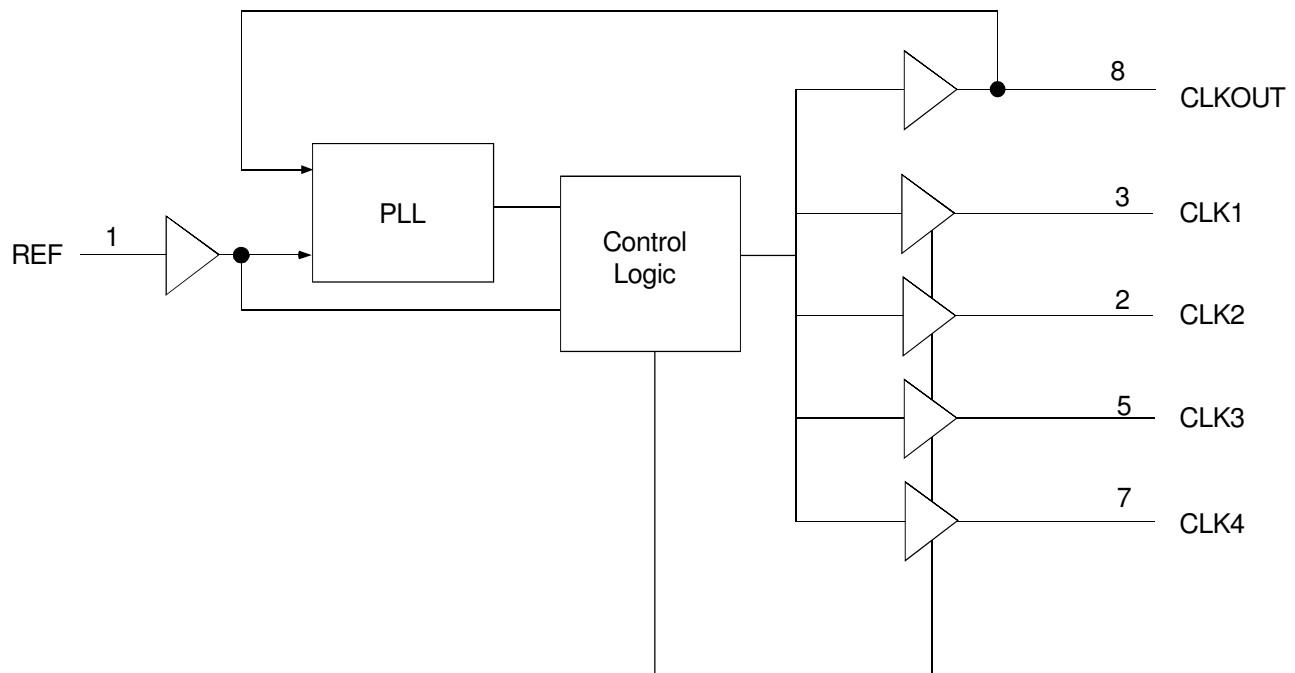 8
CLKOUT
PLL
3
CLK1
REF
1
Control
Logic
2
CLK2
5
CLK3
7
CLK4